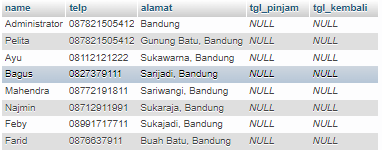 name telp alamat tgl_pinjam tgl_kembali
Administrator 087821505412 Bandung NULL NULL
Pelita 087821505412 Gunung Batu, Bandung NULL NULL
Ayu 08112121222 Sukawarna, Bandung NULL NULL
Bagus 0827379111 Sarijadi, Bandung NULL NULL
Mahendra 08772191811 Sariwangi, Bandung NULL NULL
Najmin 08712911991 Sukaraja, Bandung NULL NULL
Feby 08991717711 Sukajadi, Bandung NULL NULL
Farid 0876637911 Buah Batu, Bandung NULL NULL